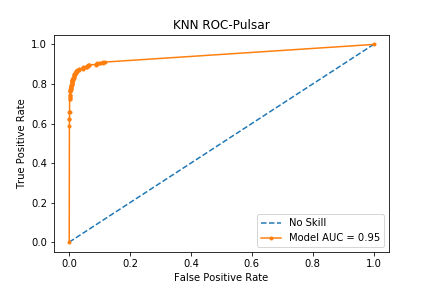 KNN ROC-Pulsar
True Positive Rate
1.0
0.8
0.6
0.4
0.2
0.0
0.0 0.2 0.4 0.6 0.8 1.0
False Positive Rate
No Skill
Model AUC = 0.95